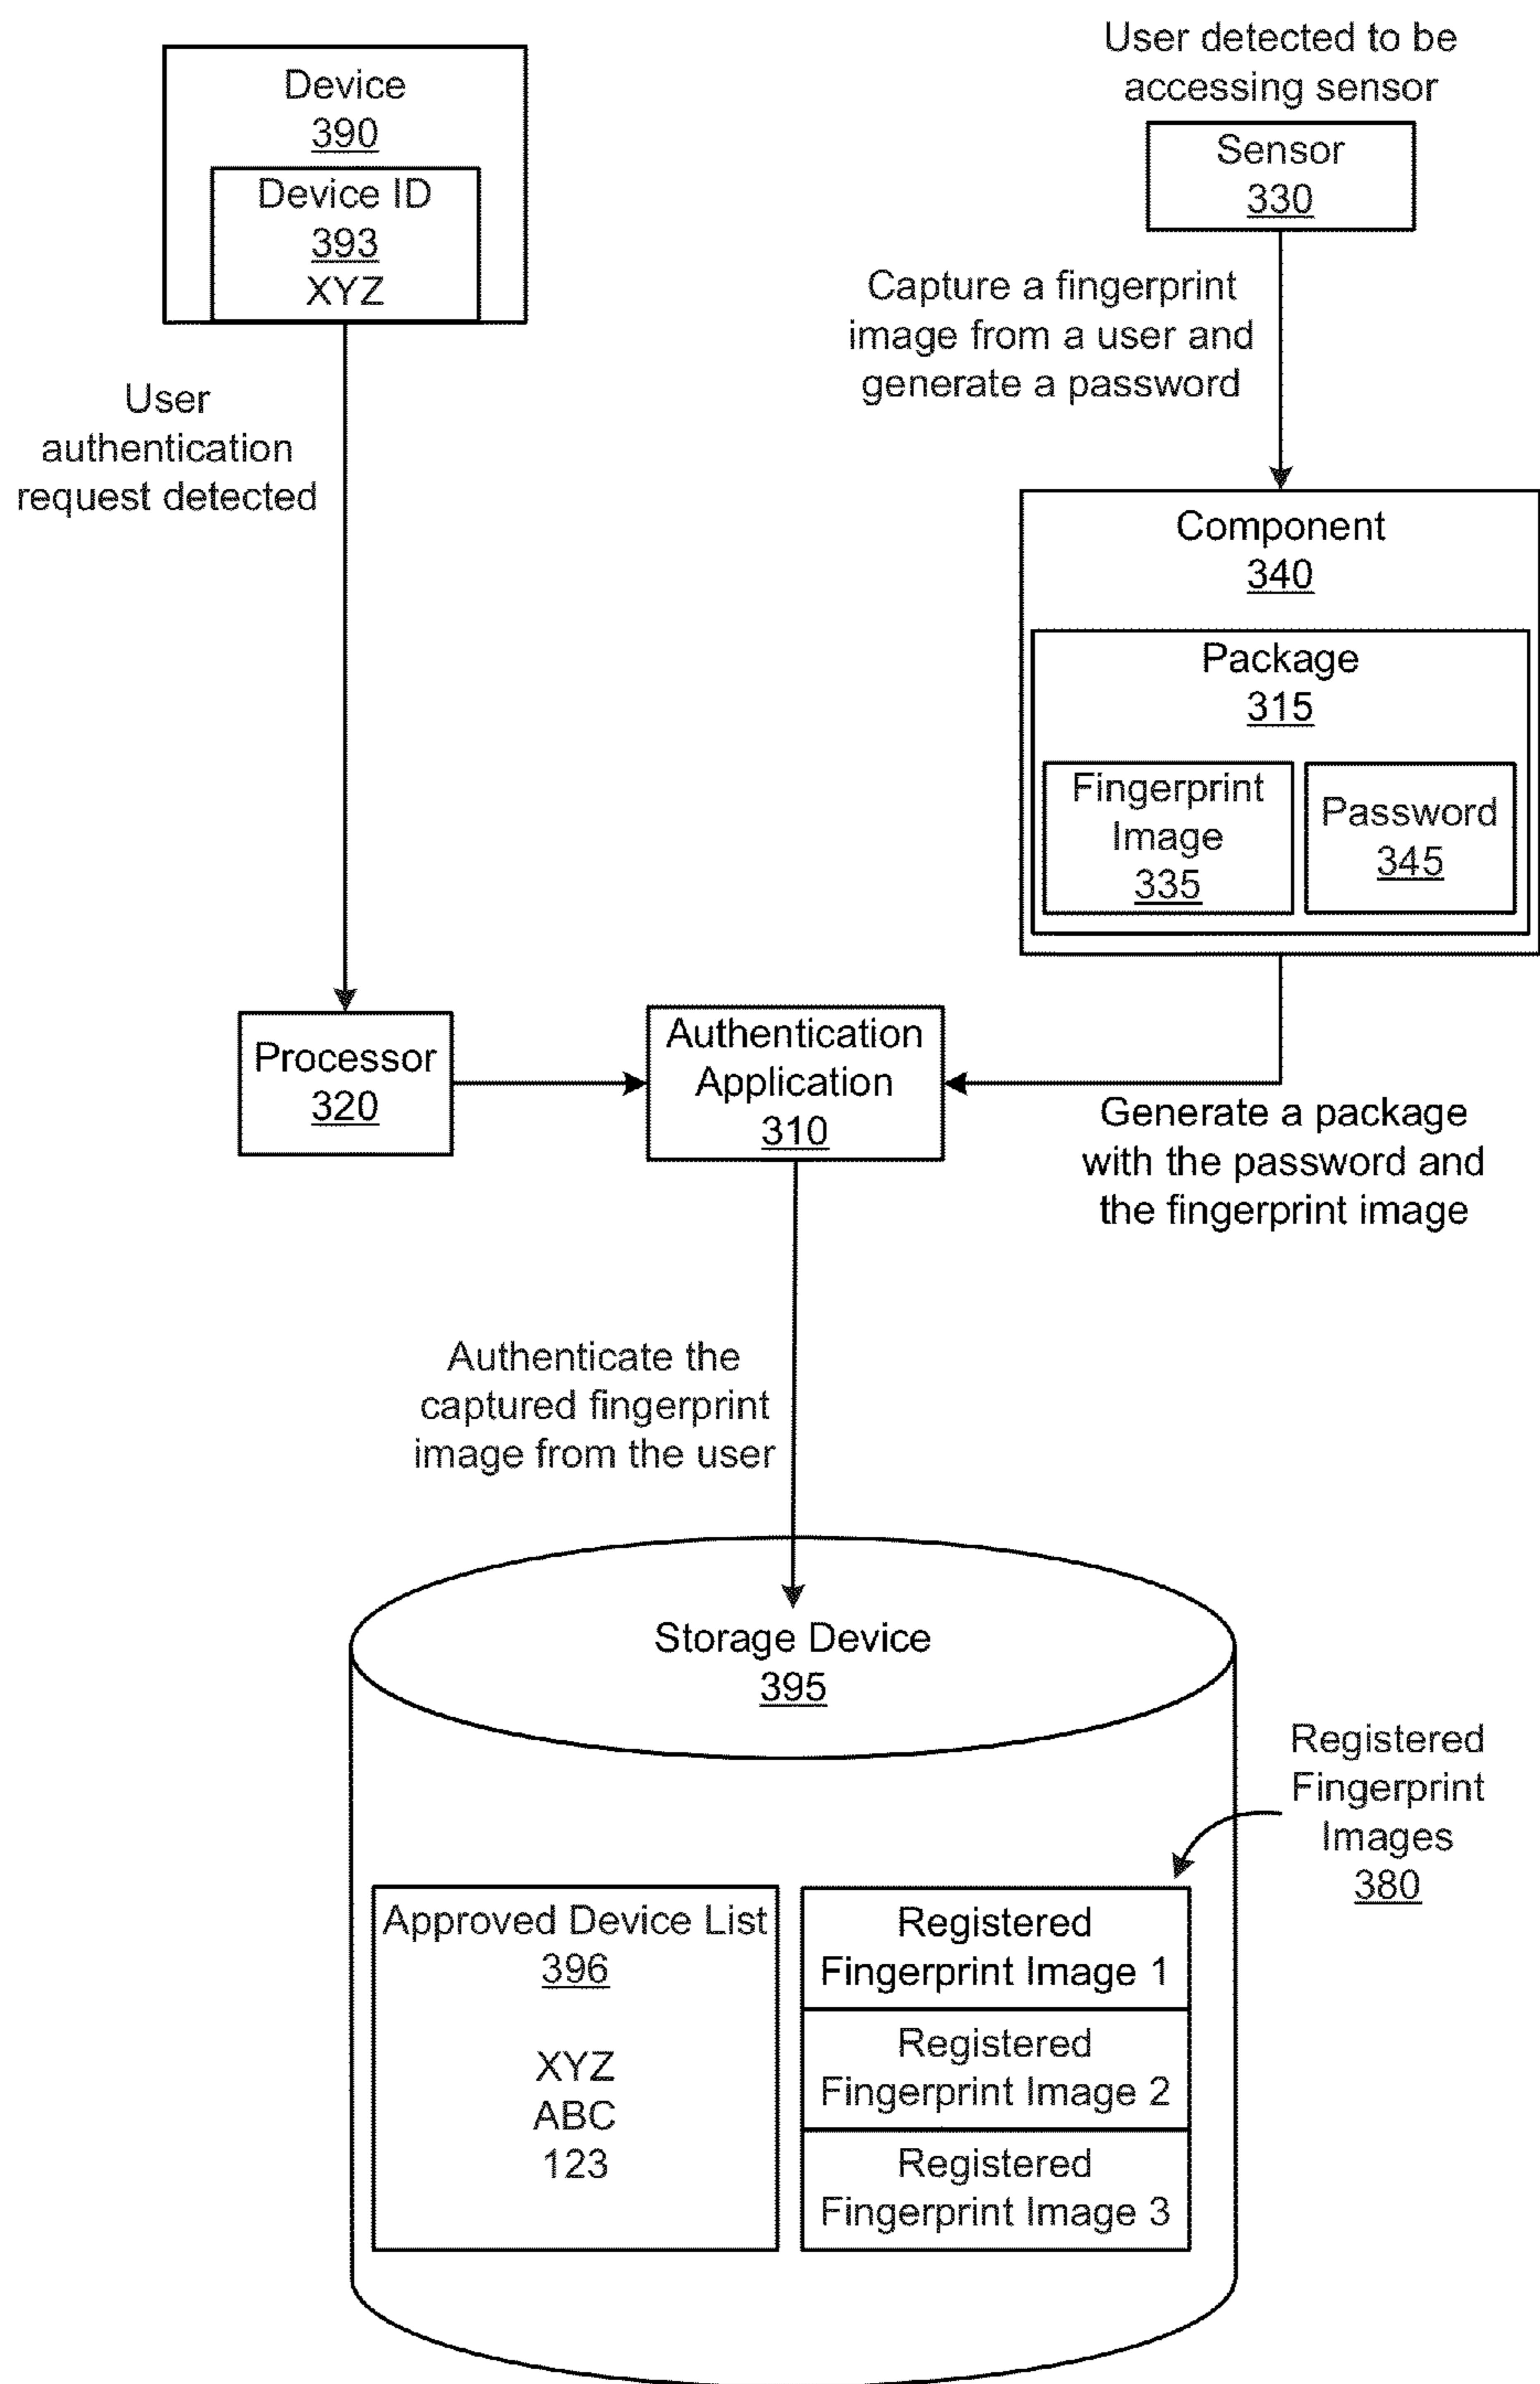 Device
390
Device ID
393
XYZ
User detected to be
accessing sensor
Sensor
330
Capture a fingerprint
image from a user and
generate a password
User
authentication
request detected
Component
340
Package
315
Fingerprint
Image
335
Password
345
Processor
320
Authentication
Application
310
Generate a package
with the password and
the fingerprint image
Authenticate the
captured fingerprint
image from the user
Storage Device
395
Registered
Fingerprint
Images
380
Approved Device List
396
XYZ
ABC
123
Registered
Fingerprint Image 1
Registered
Fingerprint Image 2
Registered
Fingerprint Image 3